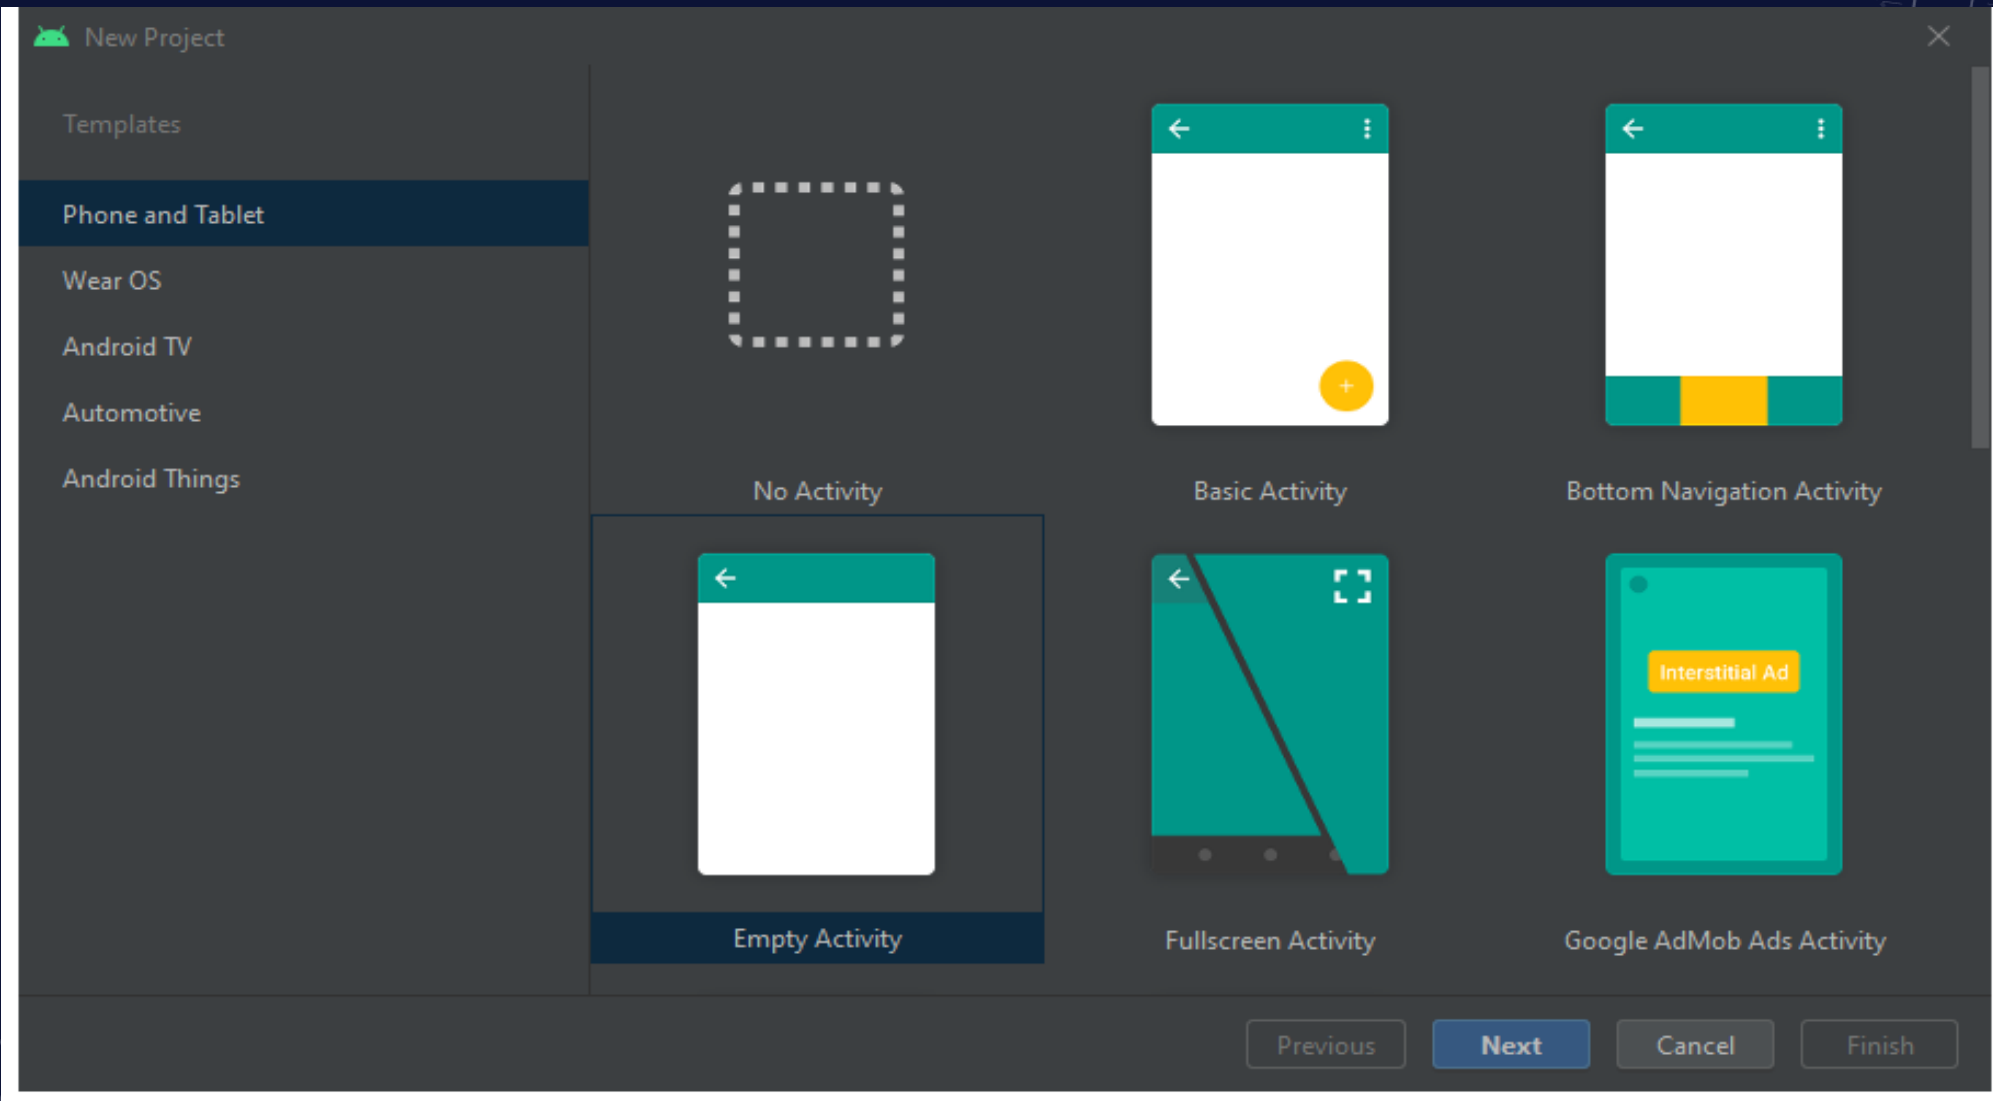 New Project
Templates
Phone and Tablet
Wear OS
Android TV
Automotive
Android Things
No Activity
Basic Activity
Bottom Navigation Activity
Interstitial Ad
Empty Activity
Fullscreen Activity
Google AdMob Ads Activity
Previous
Next
Cancel
Finish